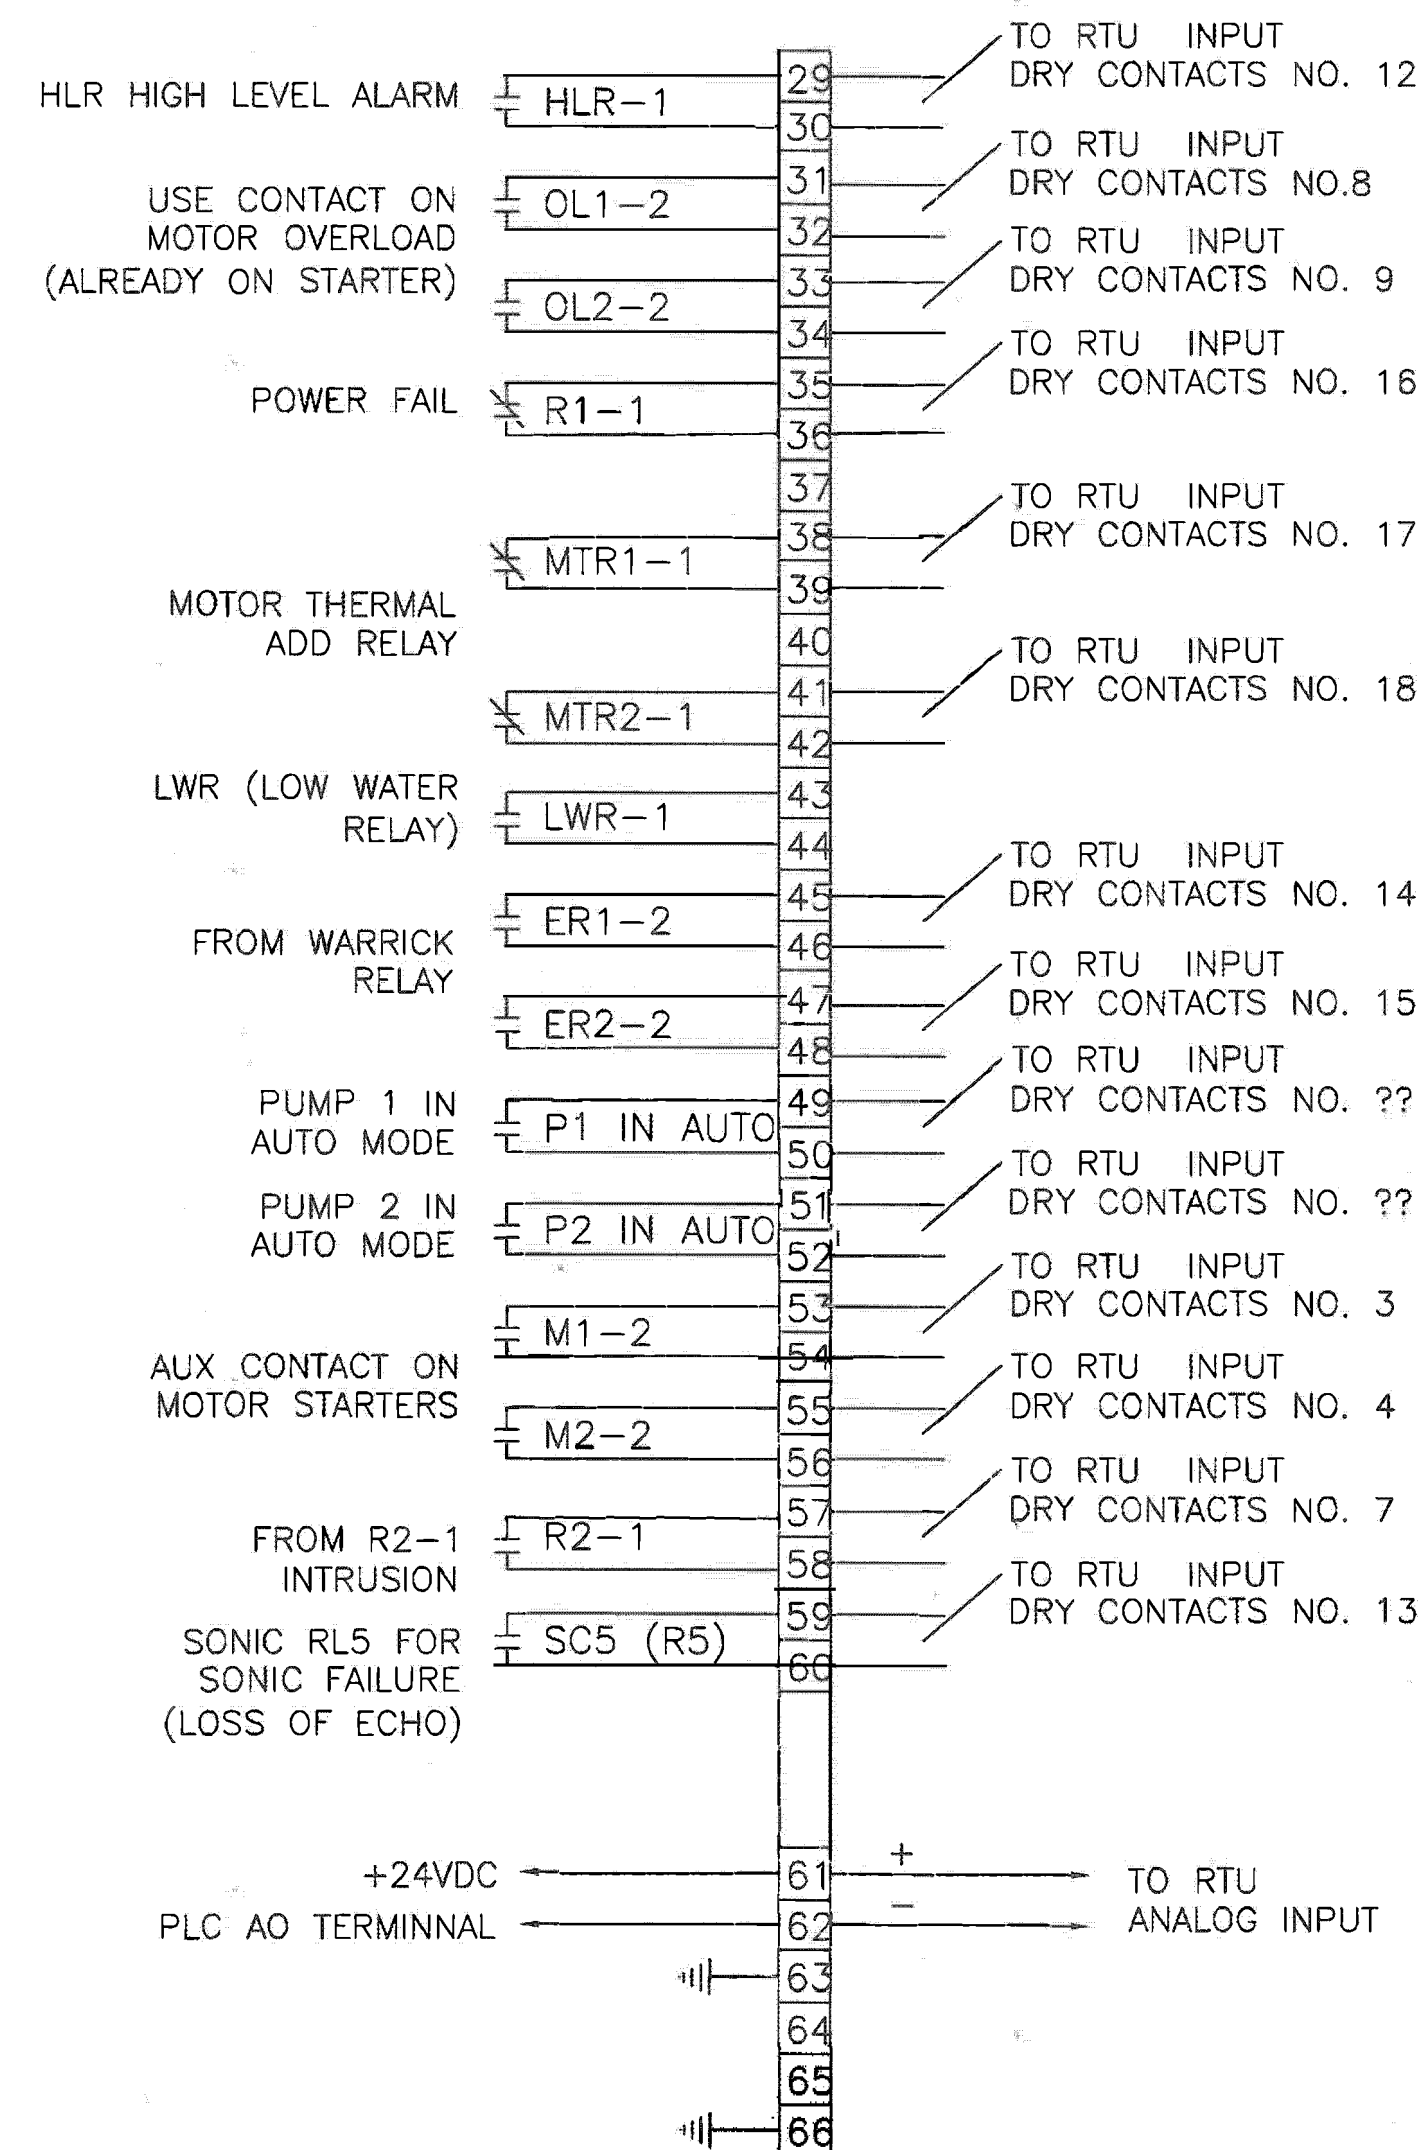 TO RTU INPUT
HLR HIGH LEVEL ALARM HLR-1 29 DRY CONTACTS NO. 12
30
TO RTU INPUT
31 DRY CONTACTS NO.8
USE CONTACT ON OL1-2
MOTOR OVERLOAD 32
(ALREADY ON STARTER)
TO RTU INPUT
33 DRY CONTACTS NO. 9
OL2-2
34
TO RTU INPUT
35 DRY CONTACTS NO. 16
POWER FAIL R1-1
36
37
TO RTU INPUT
38 DRY CONTACTS NO. 17
MTR1-1
39
MOTOR THERMAL
ADD RELAY
40
TO RTU INPUT
41 DRY CONTACTS NO. 18
MTR2-1
42
LWR (LOW WATER
RELAY)
43
LWR-1
44
TO RTU INPUT
45 DRY CONTACTS NO. 14
ER1-2
46
FROM WARRICK
RELAY
TO RTU INPUT
47 DRY CONTACTS NO. 15
ER2-2
48
TO RTU INPUT
49 DRY CONTACTS NO. ??
PUMP 1 IN
AUTO MODE
P1 IN AUTO
50
TO RTU INPUT
51 DRY CONTACTS NO. ??
PUMP 2 IN
AUTO MODE
P2 IN AUTO
52
TO RTU INPUT
53 DRY CONTACTS NO. 3
M1-2
54
AUX CONTACT ON
MOTOR STARTERS
TO RTU INPUT
55 DRY CONTACTS NO. 4
M2-2
56
TO RTU INPUT
57 DRY CONTACTS NO. 7
FROM R2-1
INTRUSION
R2-1
58
TO RTU INPUT
59 DRY CONTACTS NO. 13
SONIC RL5 FOR
SONIC FAILURE
(LOSS OF ECHO)
SC5 (R5)
60
+24VDC 61 +
PLC AO TERMINNAL 62 -
TO RTU
ANALOG INPUT
63
64
65
66